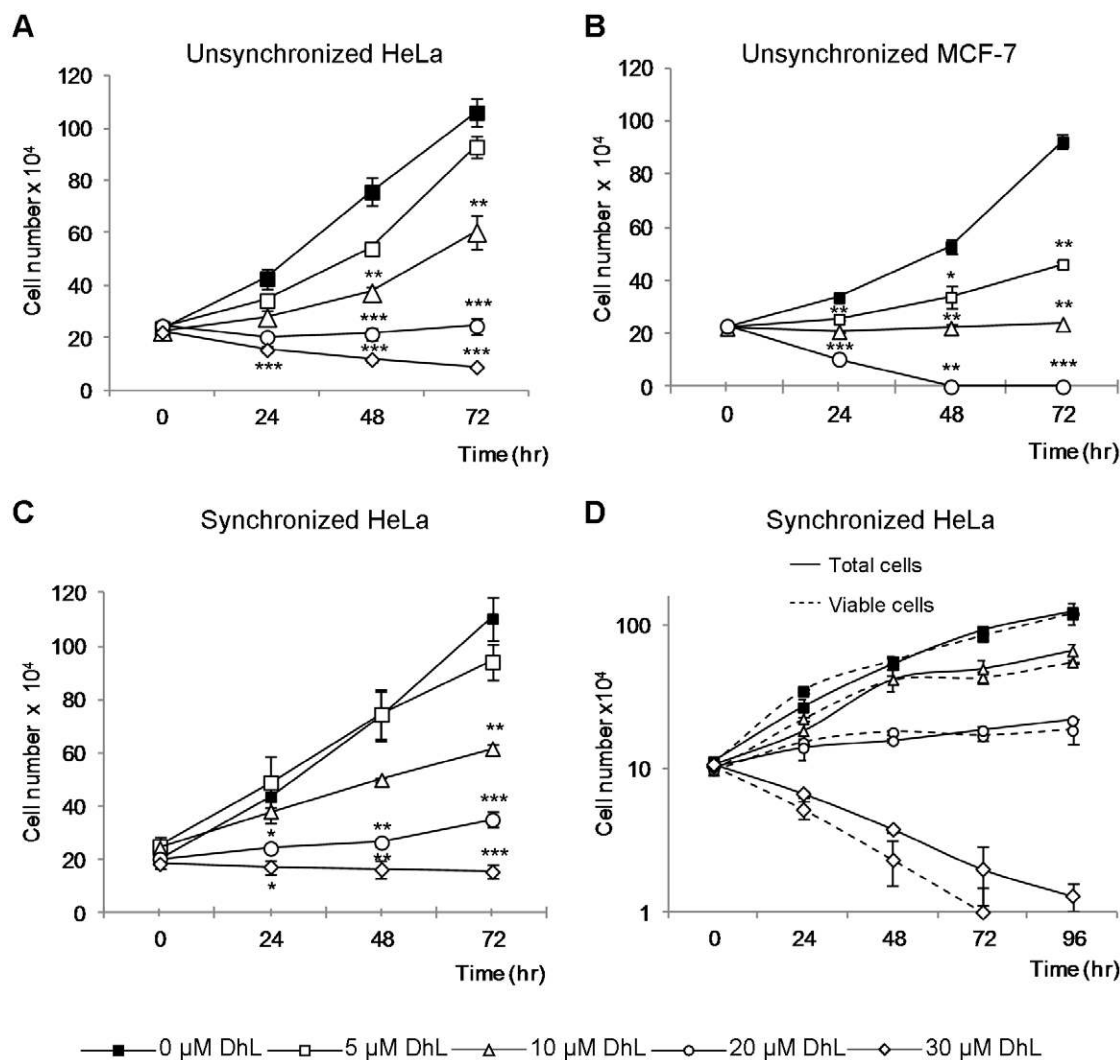 A
Unsynchronized HeLa
Cell number x 10⁴
120
100
80
60
40
20
0
**
**
***
***
***
***
***
0 24 48 72
Time (hr)
B
Unsynchronized MCF-7
Cell number x 10⁴
120
100
80
60
40
20
0
**
*
**
**
**
***
**
***
0 24 48 72
Time (hr)
C
Synchronized HeLa
Cell number x 10⁴
120
100
80
60
40
20
0
**
***
**
*
**
***
*
0 24 48 72
Time (hr)
D
Synchronized HeLa
Total cells
Viable cells
Cell number x10⁴
100
10
1
0 24 48 72 96
Time (hr)
0 µM DhL 5 µM DhL 10 µM DhL 20 µM DhL 30 µM DhL